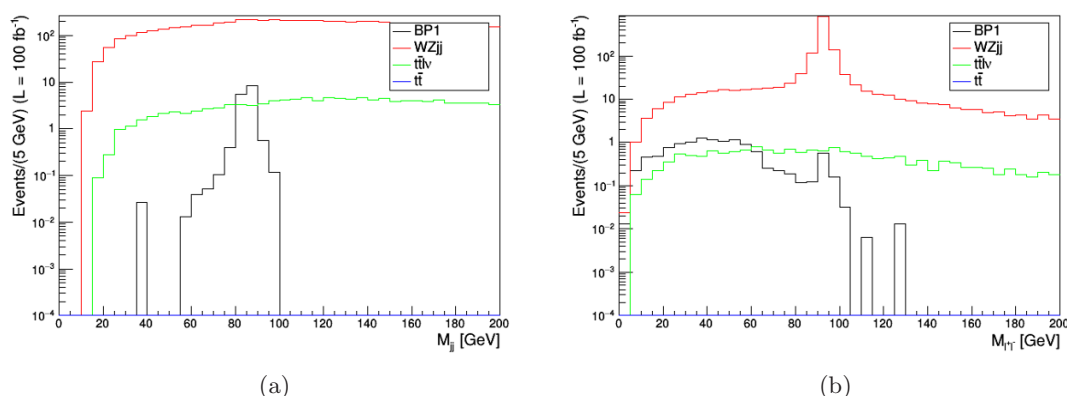 Events/(5 GeV) (L = 100 fb⁻¹)
10²
10
1
10⁻¹
10⁻²
10⁻³
10⁻⁴
BP1
WZjj
tt̄lν
tt̄
0 20 40 60 80 100 120 140 160 180 200
M_jj [GeV]
(a)
Events/(5 GeV) (L = 100 fb⁻¹)
10²
10
1
10⁻¹
10⁻²
10⁻³
10⁻⁴
BP1
WZjj
tt̄lν
tt̄
0 20 40 60 80 100 120 140 160 180 200
M_l⁺l⁻ [GeV]
(b)